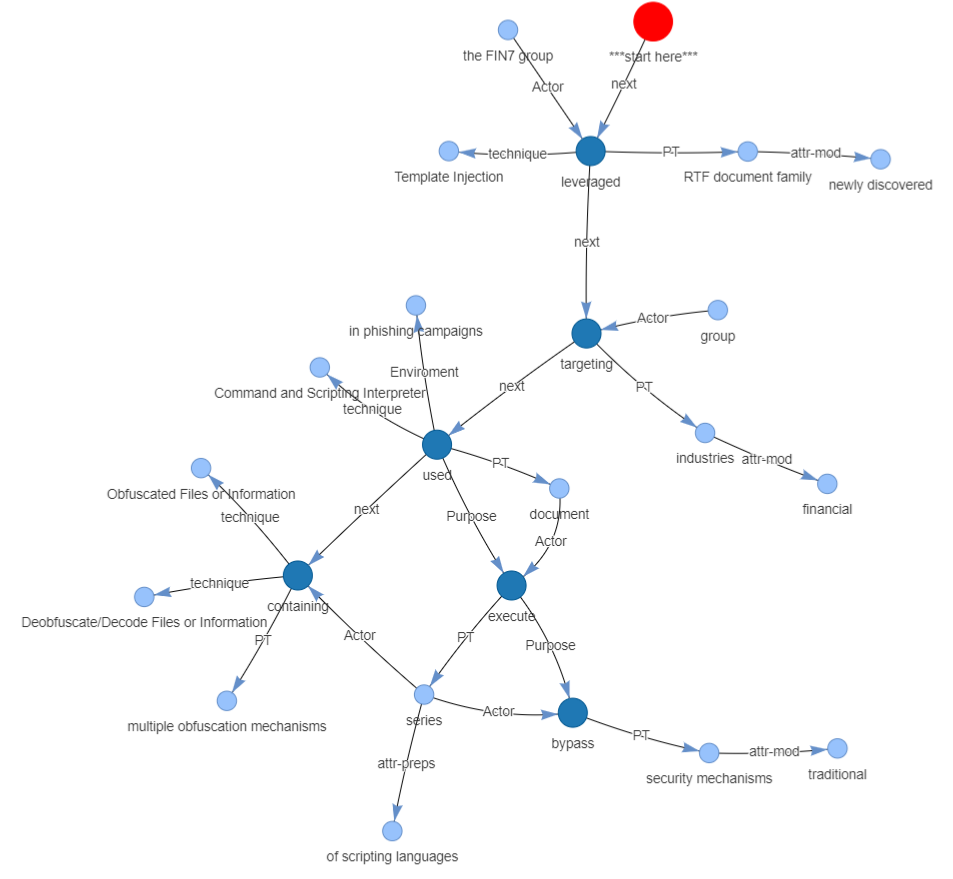 the FIN7 group
***start here***
Actor
next
technique
PT
attr-mod
Template Injection
leveraged
RTF document family
newly discovered
next
Actor
in phishing campaigns
group
targeting
Enviroment
next
PT
Command and Scripting Interpreter
technique
industries
attr-mod
used
PT
Obfuscated Files or Information
financial
next
Purpose
document
technique
Actor
technique
containing
execute
Deobfuscate/Decode Files or Information
PT
Actor
PT
Purpose
multiple obfuscation mechanisms
series
Actor
bypass
PT
attr-preps
attr-mod
security mechanisms
traditional
of scripting languages